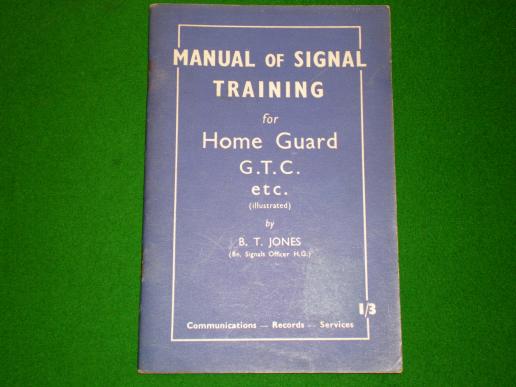 MANUAL OF SIGNAL
TRAINING
for
Home Guard
G.T.C.
etc.
(illustrated)
by
B. T. JONES
(Bn. Signals Officer H.G.)
1/3
Communications — Records — Services